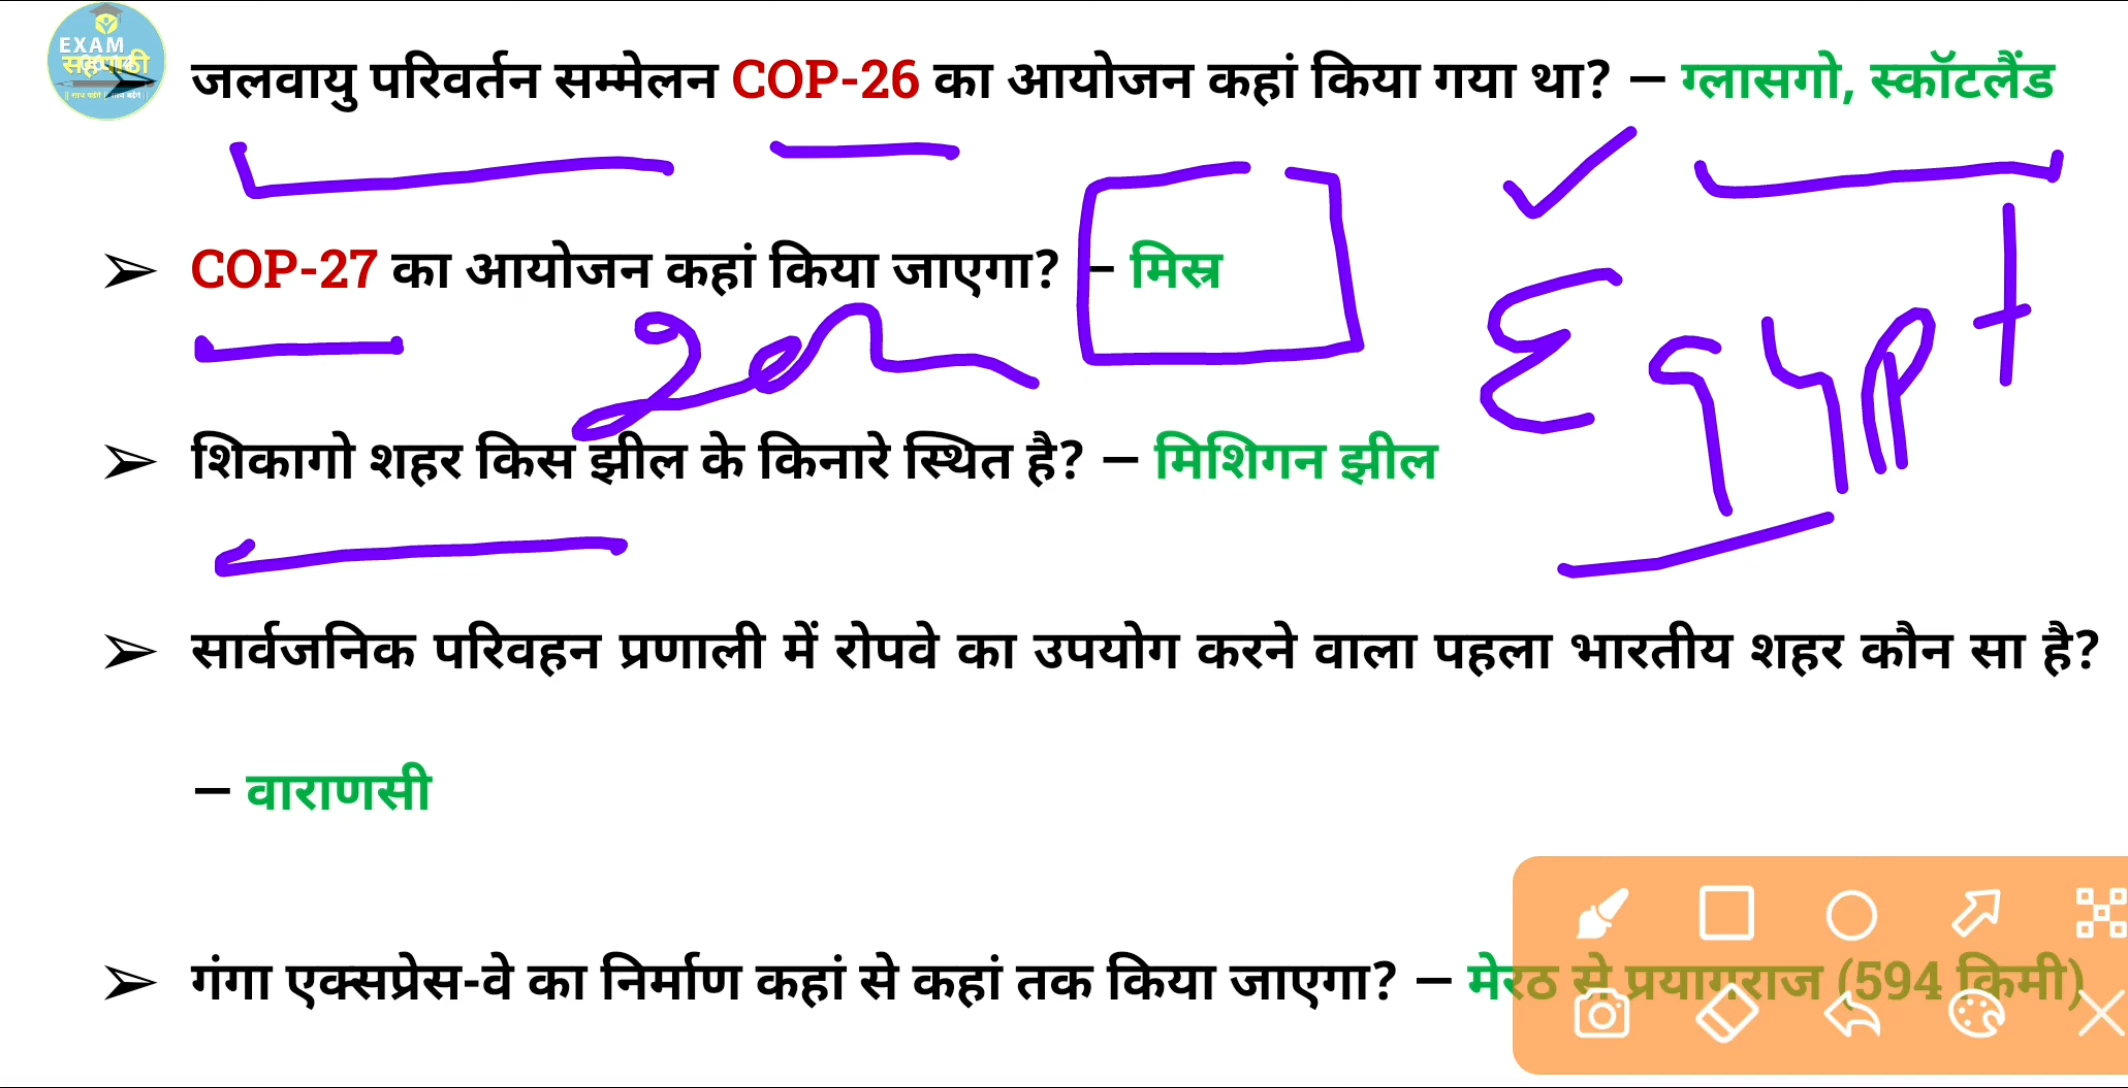 EXAM
सहपाठी
➢ जलवायु परिवर्तन सम्मेलन COP-26 का आयोजन कहां किया गया था? – ग्लासगो, स्कॉटलैंड
➢ COP-27 का आयोजन कहां किया जाएगा? – मिस्र
Egypt
➢ शिकागो शहर किस झील के किनारे स्थित है? – मिशिगन झील
➢ सार्वजनिक परिवहन प्रणाली में रोपवे का उपयोग करने वाला पहला भारतीय शहर कौन सा है?
– वाराणसी
➢ गंगा एक्सप्रेस-वे का निर्माण कहां से कहां तक किया जाएगा? – मेरठ से प्रयागराज (594 किमी)